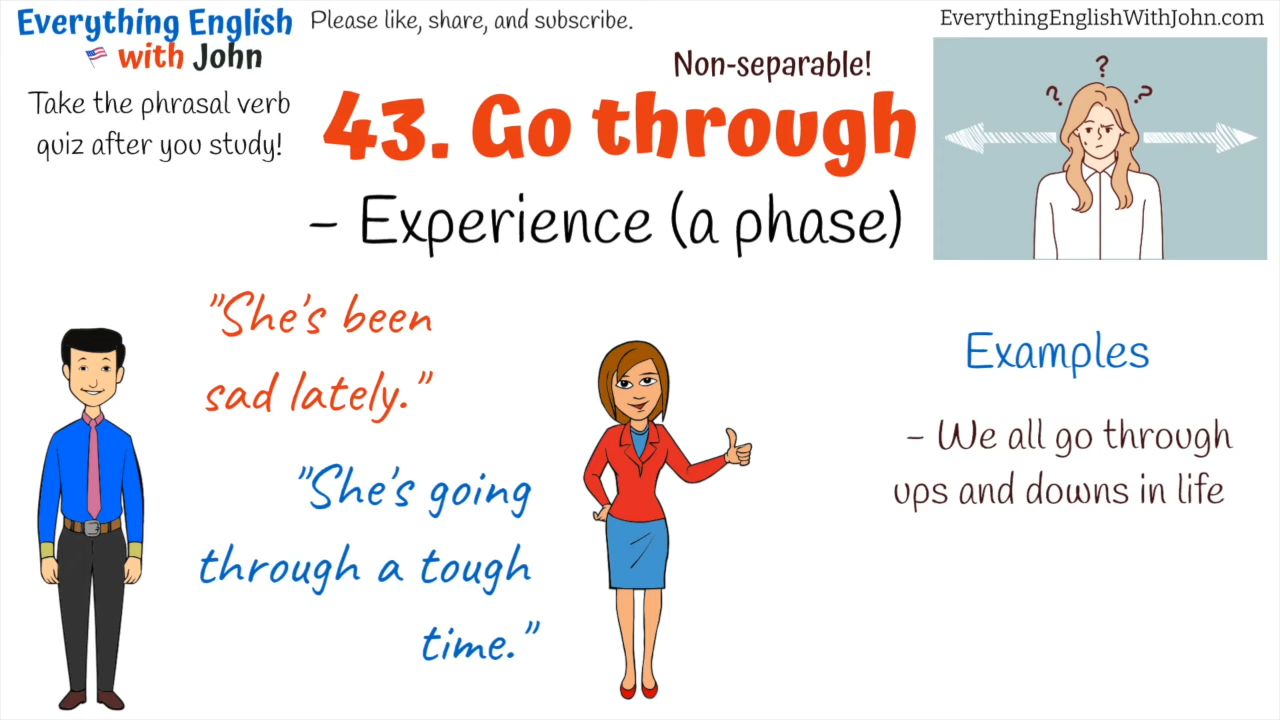 Everything English
with John
Please like, share, and subscribe.
EverythingEnglishWithJohn.com
Take the phrasal verb
quiz after you study!
Non-separable!
43. Go through
- Experience (a phase)
? ? ?
"She's been
sad lately."
"She's going
through a tough
time."
Examples
- We all go through
ups and downs in life